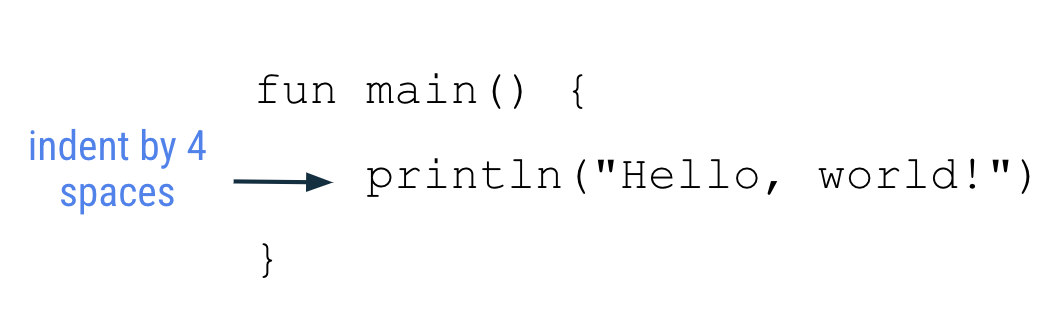 fun main() {
indent by 4
spaces
    println("Hello, world!")
}